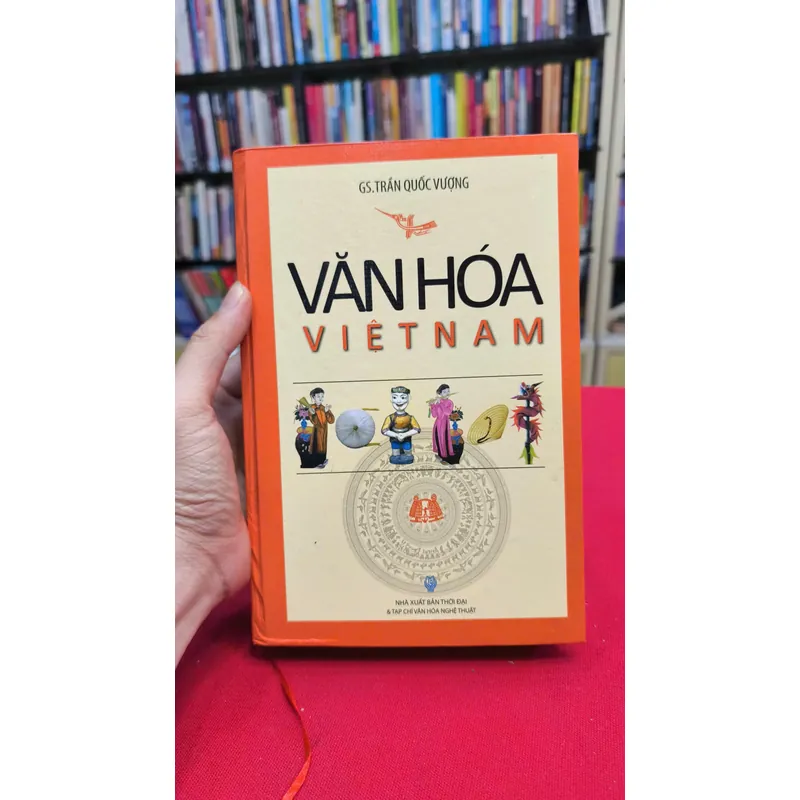 GS.TRẦN QUỐC VƯỢNG
VĂN HÓA
VIỆTNAM
NHÀ XUẤT BẢN THỜI ĐẠI
& TẠP CHÍ VĂN HÓA NGHỆ THUẬT